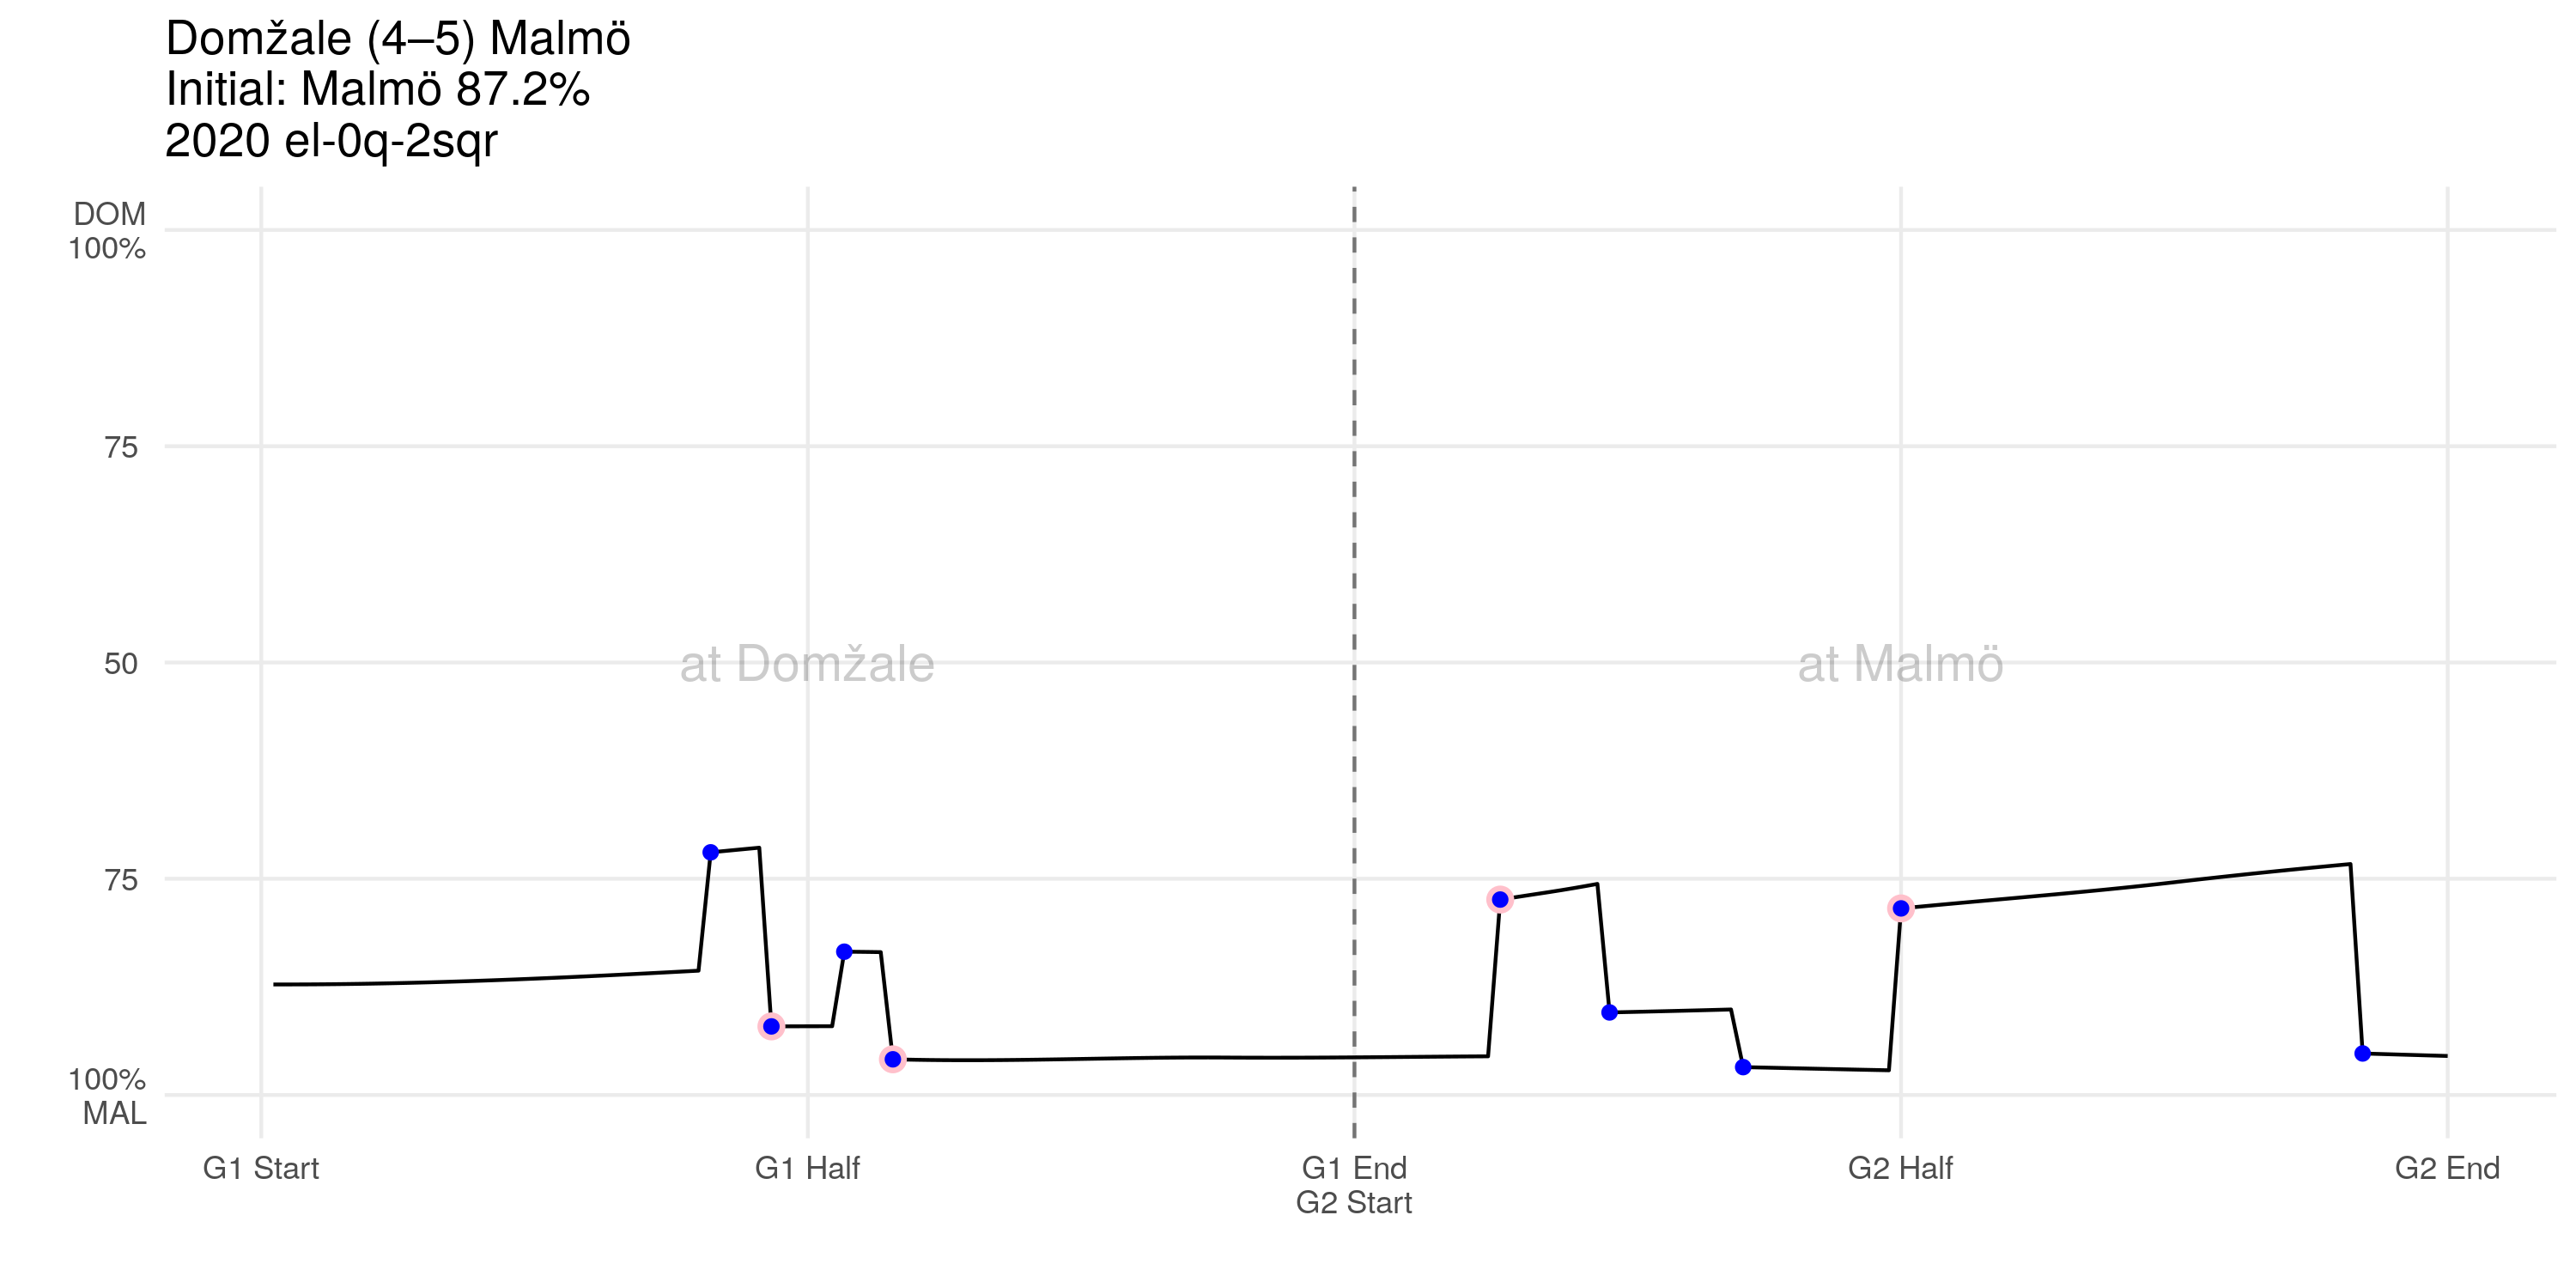 Domžale (4–5) Malmö
Initial: Malmö 87.2%
2020 el-0q-2sqr
DOM
100%
75
50
at Domžale
at Malmö
75
100%
MAL
G1 Start
G1 Half
G1 End
G2 Start
G2 Half
G2 End